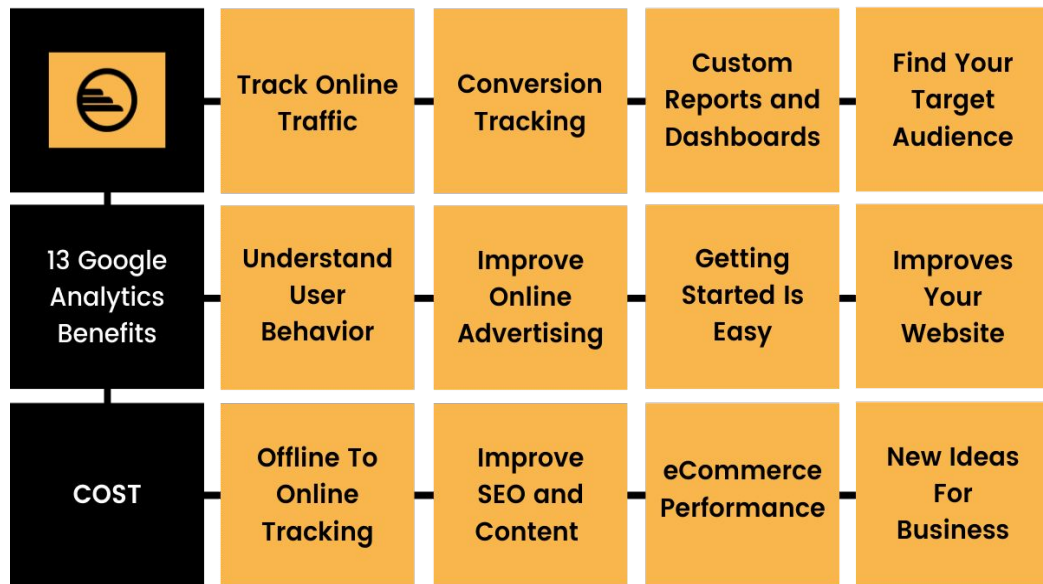 Track Online
Traffic
Conversion
Tracking
Custom
Reports and
Dashboards
Find Your
Target
Audience
13 Google
Analytics
Benefits
Understand
User
Behavior
Improve
Online
Advertising
Getting
Started Is
Easy
Improves
Your
Website
COST
Offline To
Online
Tracking
Improve
SEO and
Content
eCommerce
Performance
New Ideas
For
Business